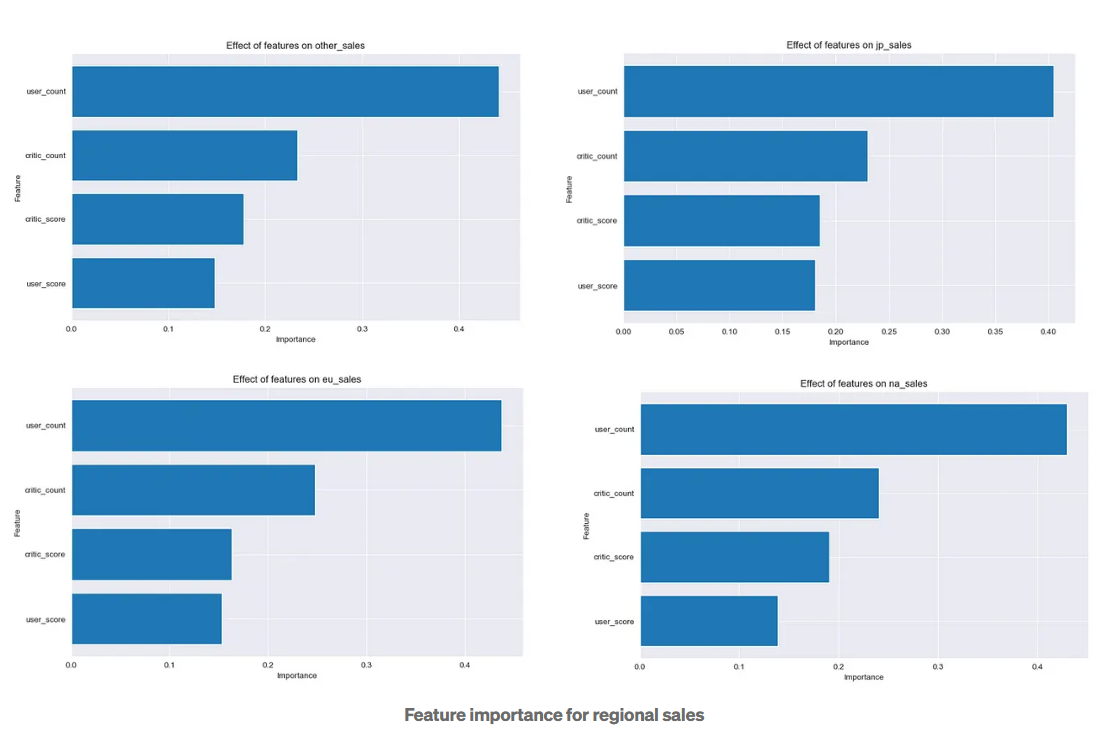 Effect of features on other_sales
user_count
critic_count
critic_score
user_score
Feature
0.0 0.1 0.2 0.3 0.4
Importance
Effect of features on jp_sales
user_count
critic_count
critic_score
user_score
Feature
0.00 0.05 0.10 0.15 0.20 0.25 0.30 0.35 0.40
Importance
Effect of features on eu_sales
user_count
critic_count
critic_score
user_score
Feature
0.0 0.1 0.2 0.3 0.4
Importance
Effect of features on na_sales
user_count
critic_count
critic_score
user_score
Feature
0.0 0.1 0.2 0.3 0.4
Importance
Feature importance for regional sales